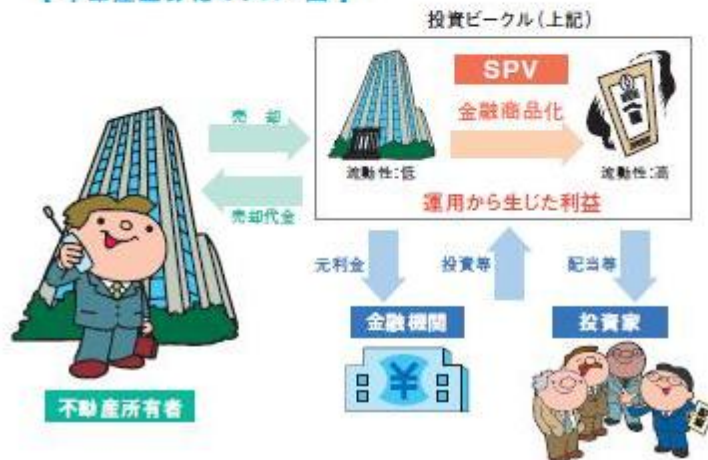 投資ビークル（上記）
SPV
金融商品化
流動性：低
流動性：高
運用から生じた利益
売却
売却代金
元利金
投資等
配当等
金融機関
投資家
¥
不動産所有者